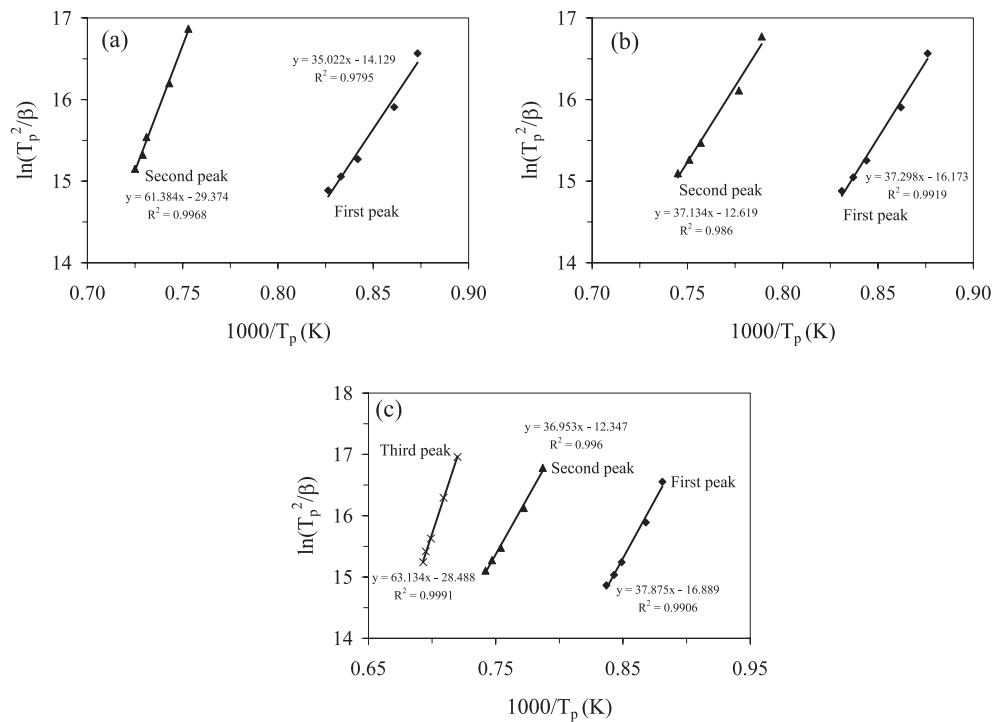 (a)
17
16
15
14
ln(Tp²/β)
y = 35.022x - 14.129
R² = 0.9795
Second peak
y = 61.384x - 29.374
R² = 0.9968
First peak
0.70 0.75 0.80 0.85 0.90
1000/Tp (K)
(b)
17
16
15
14
ln(Tp²/β)
Second peak
y = 37.134x - 12.619
R² = 0.986
y = 37.298x - 16.173
R² = 0.9919
First peak
0.70 0.75 0.80 0.85 0.90
1000/Tp (K)
(c)
18
17
16
15
14
ln(Tp²/β)
Third peak
y = 36.953x - 12.347
R² = 0.996
Second peak
First peak
y = 63.134x - 28.488
R² = 0.9991
y = 37.875x - 16.889
R² = 0.9906
0.65 0.75 0.85 0.95
1000/Tp (K)